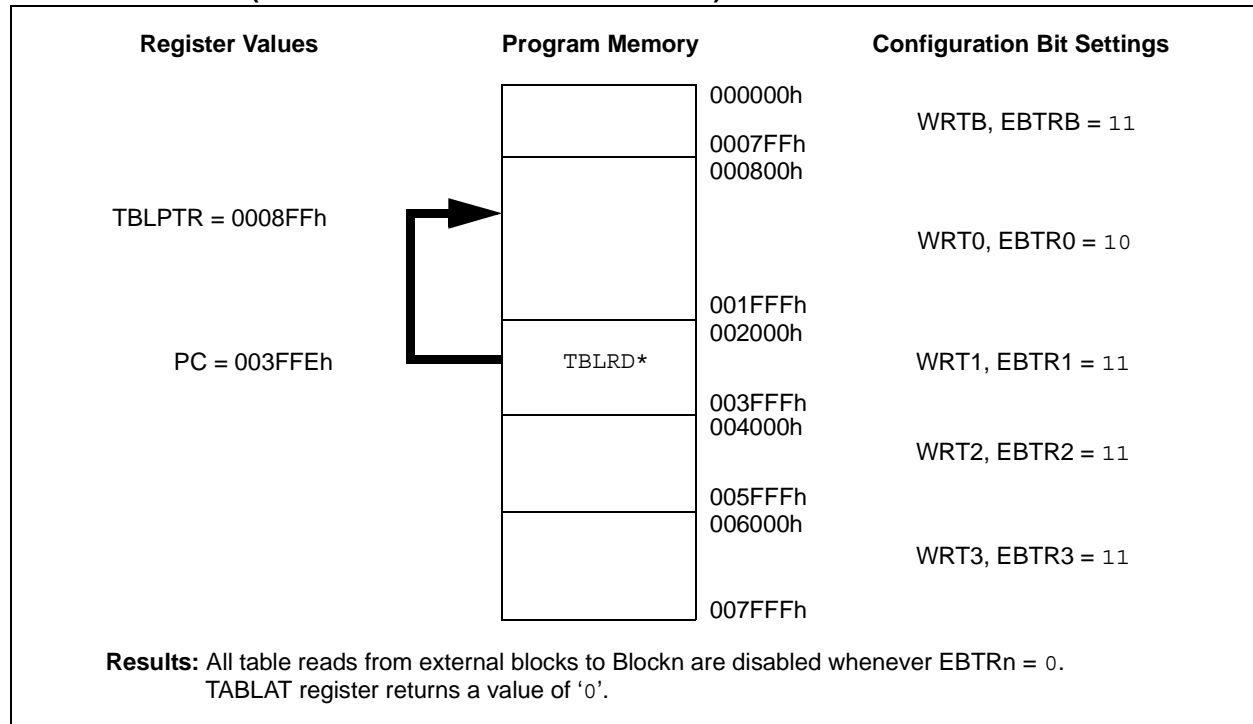 Register Values Program Memory Configuration Bit Settings
000000h
WRTB, EBTRB = 11
0007FFh
000800h
TBLPTR = 0008FFh
WRT0, EBTR0 = 10
001FFFh
002000h
PC = 003FFEh TBLRD* WRT1, EBTR1 = 11
003FFFh
004000h
WRT2, EBTR2 = 11
005FFFh
006000h
WRT3, EBTR3 = 11
007FFFh
Results: All table reads from external blocks to Blockn are disabled whenever EBTRn = 0.
TABLAT register returns a value of ‘0’.